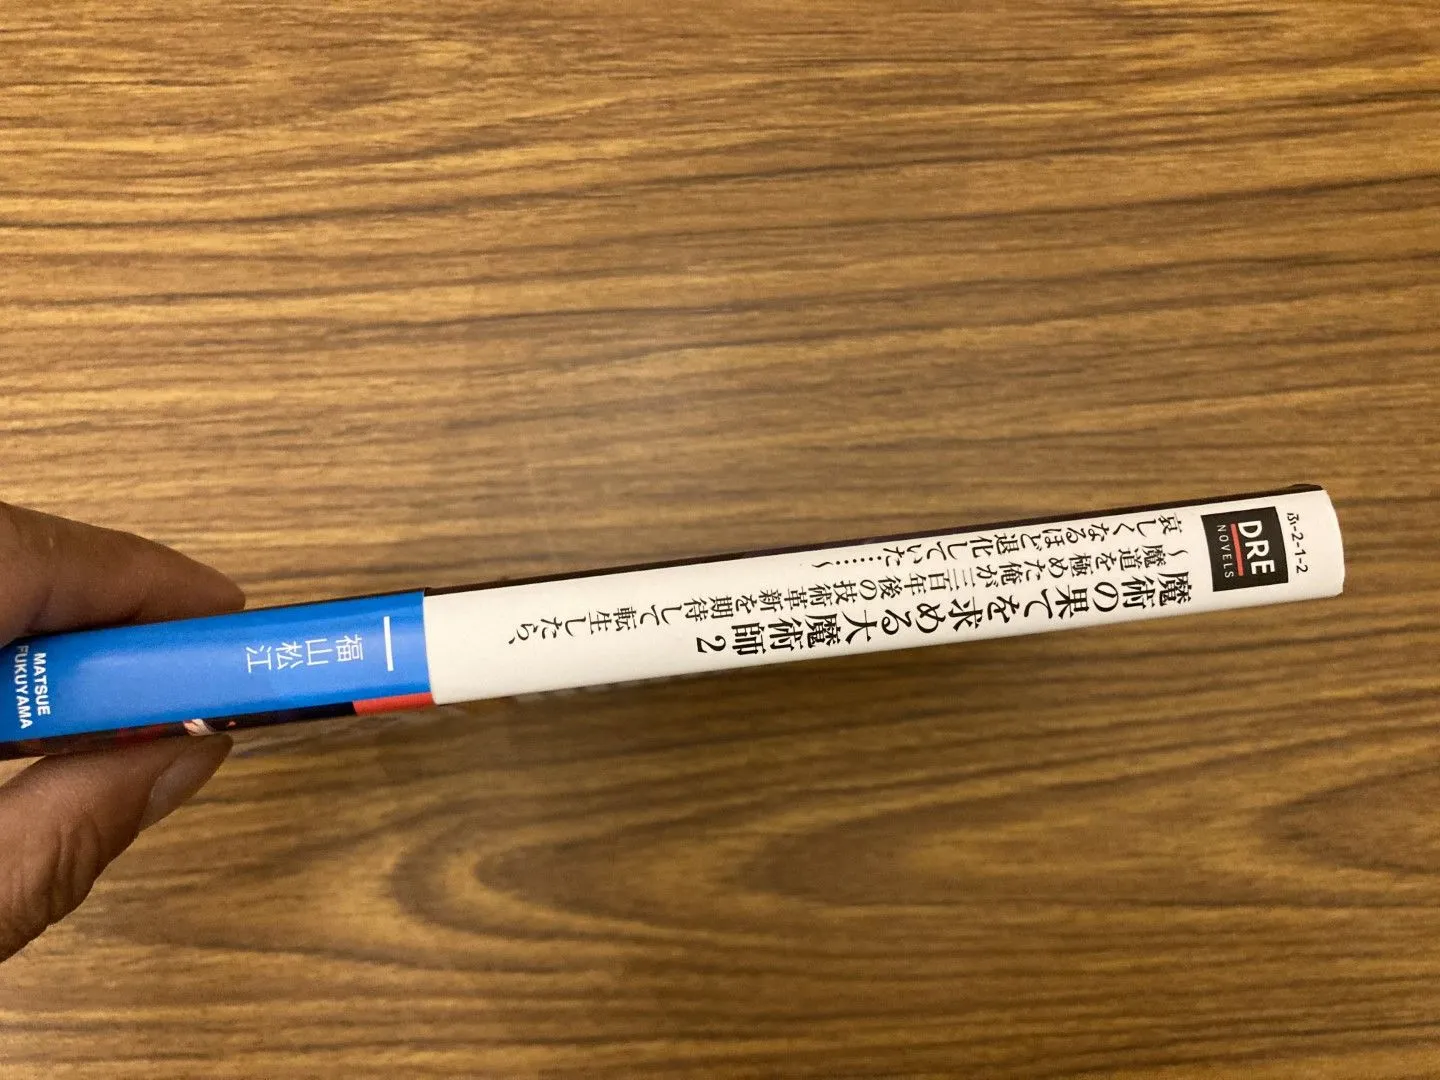 ふ-2-1-2
DRE
NOVELS
魔術の果てを求める大魔術師2
～魔道を極めた俺が三百年後の技術革新を期待して転生したら、
哀しくなるほど退化していた……～
福山松江
MATSUE
FUKUYAMA